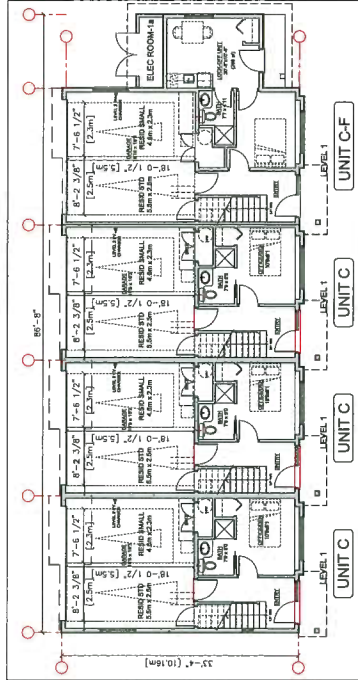 86'-8"
33'-4" [10.16m]
UNIT C
LEVEL 1
8'-2 3/8"
[2.5m]
7'-6 1/2"
[2.3m]
GARAGE
RESID STD
5.5m x 2.5m
18'-0 1/2" [5.5m]
RESID SMALL
4.6m x 2.3m
BATH
ENTRY
UNIT C
LEVEL 1
8'-2 3/8"
[2.5m]
7'-6 1/2"
[2.3m]
GARAGE
RESID STD
5.5m x 2.5m
18'-0 1/2" [5.5m]
RESID SMALL
4.6m x 2.3m
BATH
ENTRY
UNIT C
LEVEL 1
8'-2 3/8"
[2.5m]
7'-6 1/2"
[2.3m]
GARAGE
RESID STD
5.5m x 2.5m
18'-0 1/2" [5.5m]
RESID SMALL
4.6m x 2.3m
BATH
ENTRY
UNIT C-F
LEVEL 1
8'-2 3/8"
[2.5m]
7'-6 1/2"
[2.3m]
GARAGE
RESID STD
5.5m x 2.5m
18'-0 1/2" [5.5m]
RESID SMALL
4.6m x 2.3m
BATH
ENTRY
ELEC ROOM-1a
LOCK-OFF UNIT